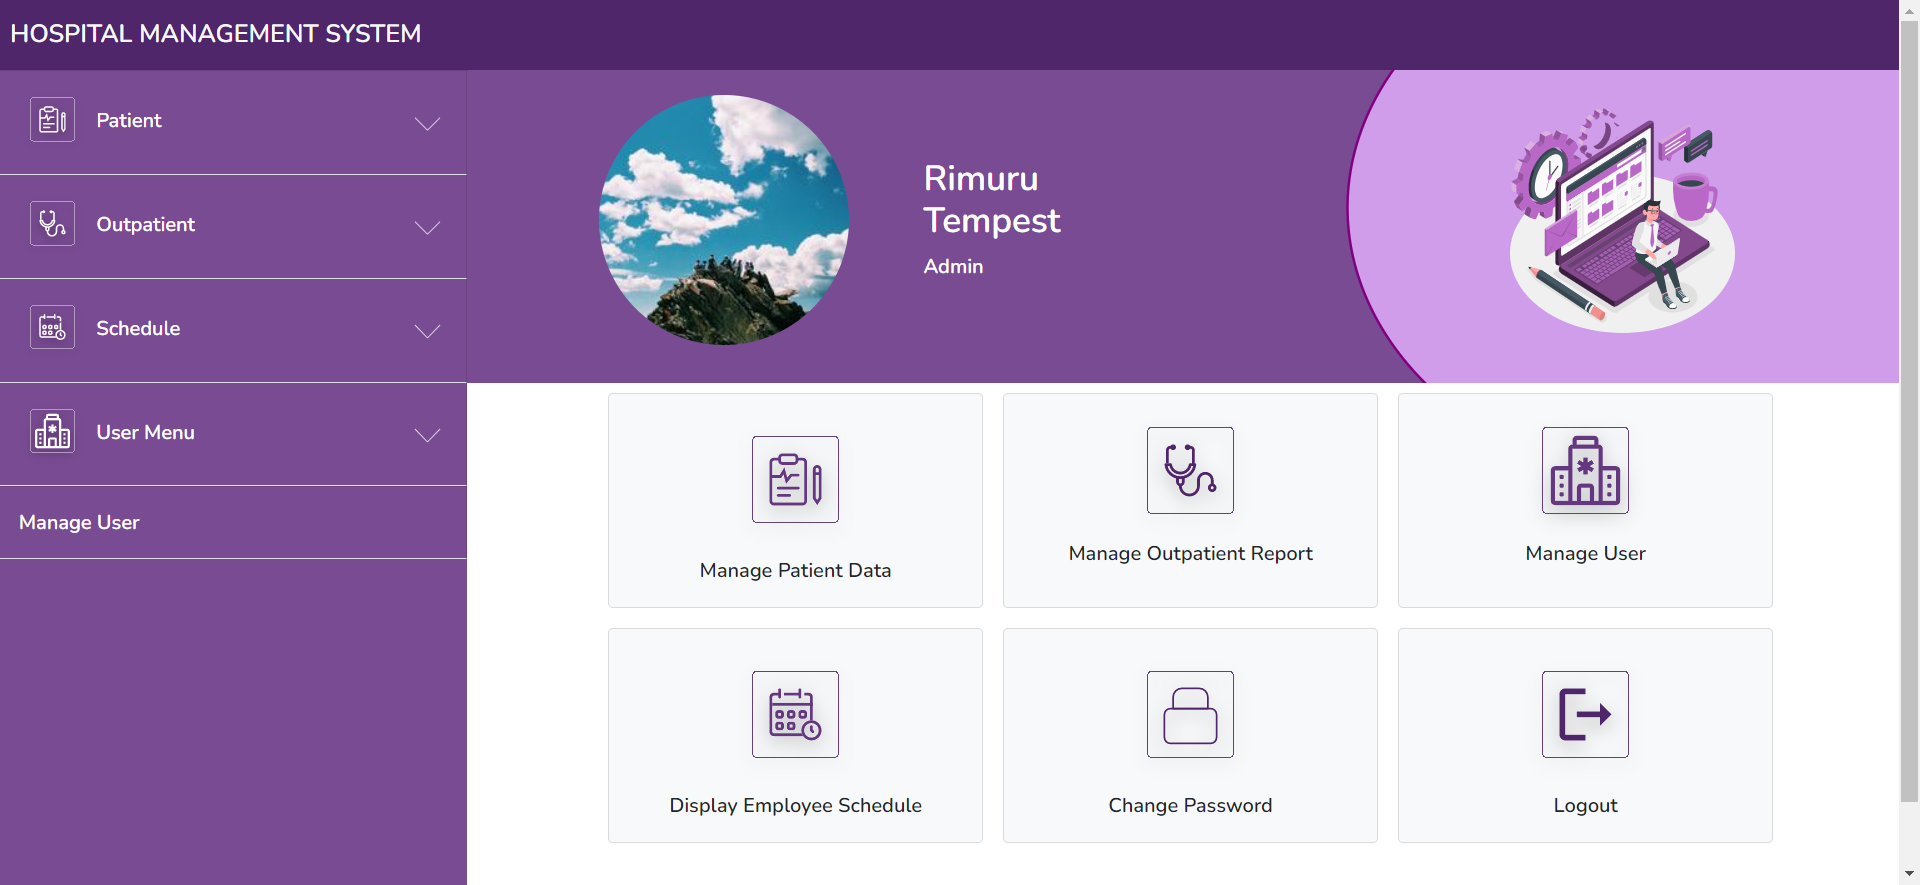 HOSPITAL MANAGEMENT SYSTEM
Patient
Outpatient
Schedule
User Menu
Manage User
Rimuru
Tempest
Admin
Manage Patient Data
Manage Outpatient Report
Manage User
Display Employee Schedule
Change Password
Logout